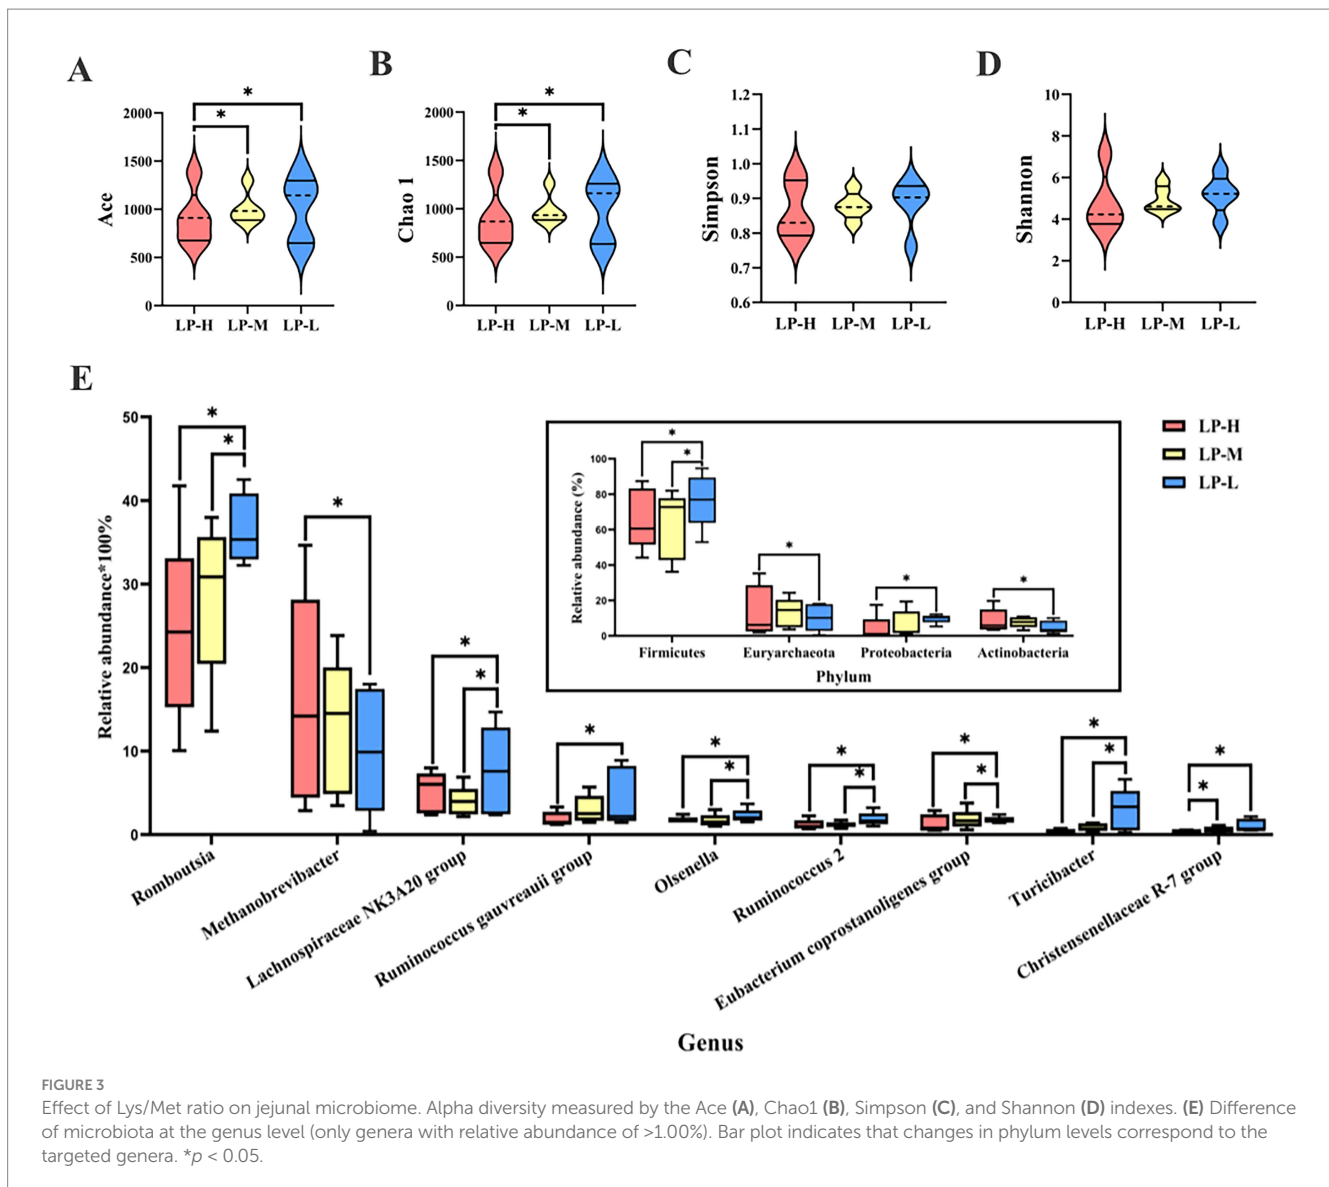 A
B
C
D
*
*
2000
1500
1000
500
0
Ace
LP-H LP-M LP-L
*
*
2000
1500
1000
500
0
Chao 1
LP-H LP-M LP-L
1.2
1.1
1.0
0.9
0.8
0.7
0.6
Simpson
LP-H LP-M LP-L
10
8
6
4
2
0
Shannon
LP-H LP-M LP-L
E
50
40
30
20
10
0
Relative abundance*100%
* * * * * * * * * * * * * * * * *
Romboutsia
Methanobrevibacter
Lachnospiraceae NK3A20 group
Ruminococcus gauvreauii group
Olsenella
Ruminococcus 2
Eubacterium coprostanoligenes group
Turicibacter
Christensenellaceae R-7 group
Genus
100
80
60
40
20
0
Relative abundance (%)
* * * * *
Firmicutes Euryarchaeota Proteobacteria Actinobacteria
Phylum
LP-H
LP-M
LP-L
FIGURE 3
Effect of Lys/Met ratio on jejunal microbiome. Alpha diversity measured by the Ace (A), Chao1 (B), Simpson (C), and Shannon (D) indexes. (E) Difference
of microbiota at the genus level (only genera with relative abundance of >1.00%). Bar plot indicates that changes in phylum levels correspond to the
targeted genera. *p < 0.05.